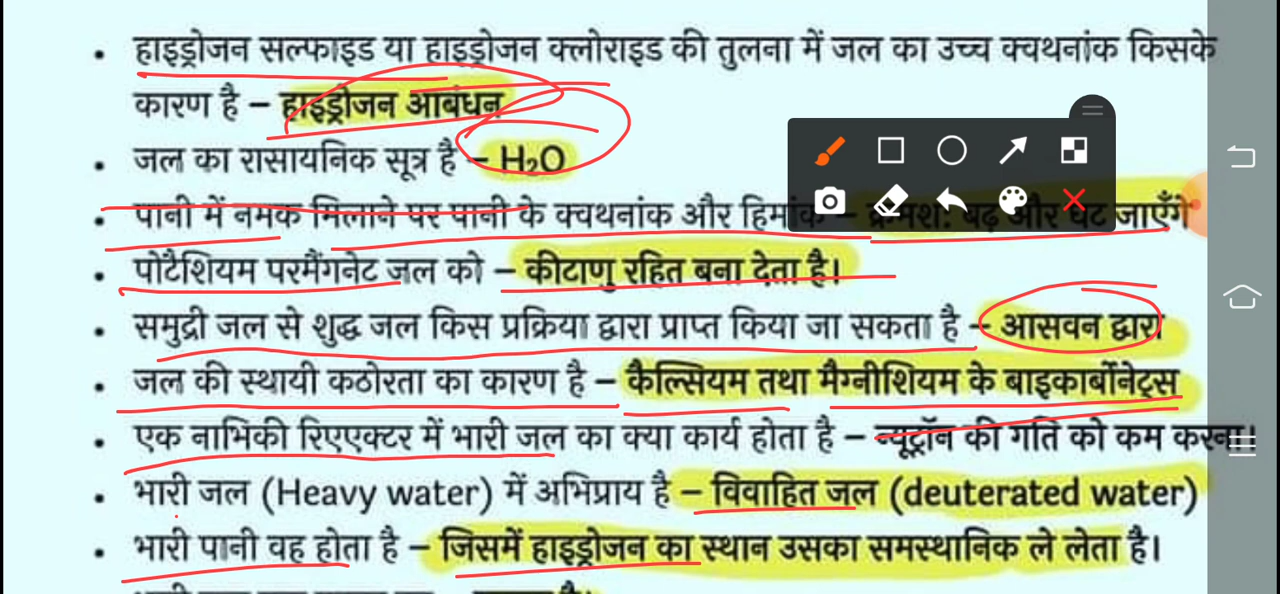 • हाइड्रोजन सल्फाइड या हाइड्रोजन क्लोराइड की तुलना में जल का उच्च क्वथनांक किसके
कारण है – हाइड्रोजन आबंधन
• जल का रासायनिक सूत्र है – H₂O
• पानी में नमक मिलाने पर पानी के क्वथनांक और हिमांक – क्रमश: बढ़ और घट जाएँगे
• पोटैशियम परमैंगनेट जल को – कीटाणु रहित बना देता है।
• समुद्री जल से शुद्ध जल किस प्रक्रिया द्वारा प्राप्त किया जा सकता है – आसवन द्वारा
• जल की स्थायी कठोरता का कारण है – कैल्सियम तथा मैग्नीशियम के बाइकार्बोनेट्स
• एक नाभिकी रिएएक्टर में भारी जल का क्या कार्य होता है – न्यूट्रॉन की गति को कम करना।
• भारी जल (Heavy water) में अभिप्राय है – विवाहित जल (deuterated water)
• भारी पानी वह होता है – जिसमें हाइड्रोजन का स्थान उसका समस्थानिक ले लेता है।